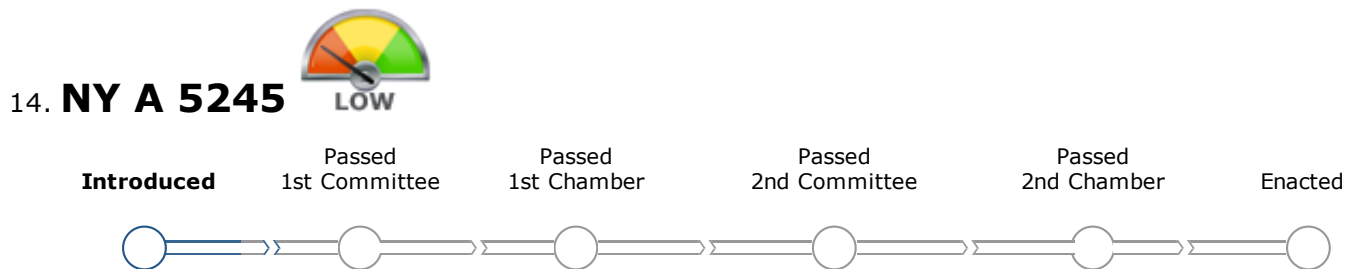 14. NY A 5245
LOW
Introduced
Passed
1st Committee
Passed
1st Chamber
Passed
2nd Committee
Passed
2nd Chamber
Enacted